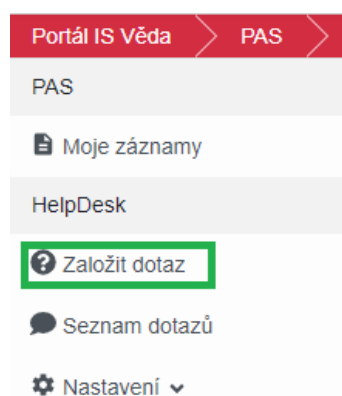 Portál IS Věda PAS
PAS
Moje záznamy
HelpDesk
Založit dotaz
Seznam dotazů
Nastavení